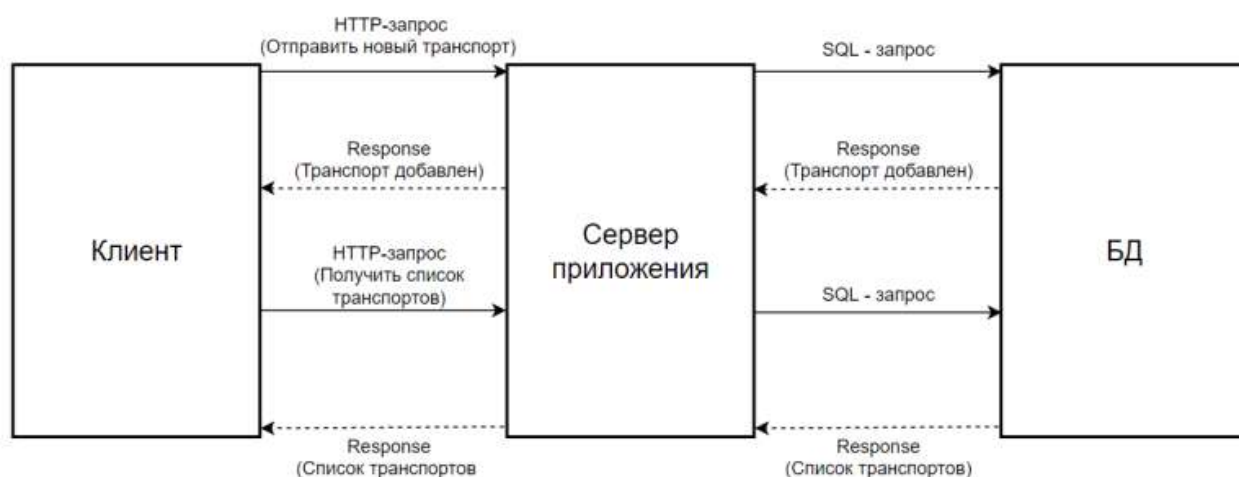 HTTP-запрос
(Отправить новый транспорт)
SQL - запрос
Response
(Транспорт добавлен)
Response
(Транспорт добавлен)
Клиент
HTTP-запрос
(Получить список
транспортов)
Сервер
приложения
SQL - запрос
БД
Response
(Список транспортов
Response
(Список транспортов)